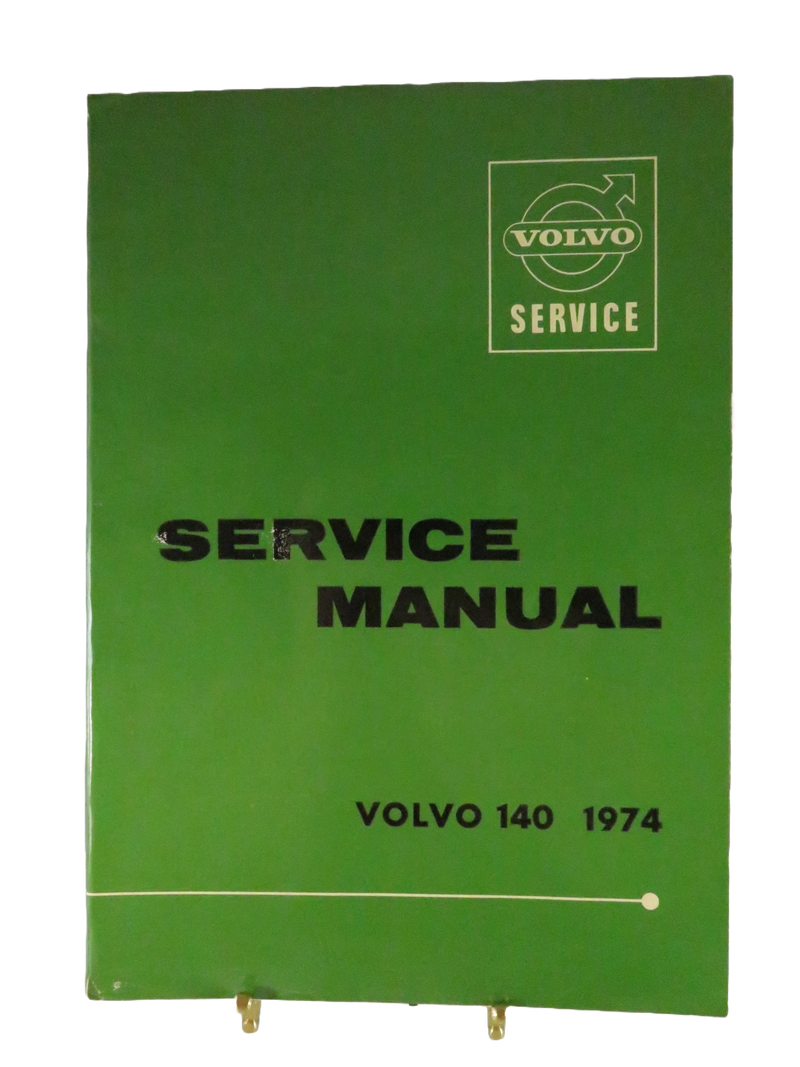 VOLVO
SERVICE
SERVICE
MANUAL
VOLVO 140 1974